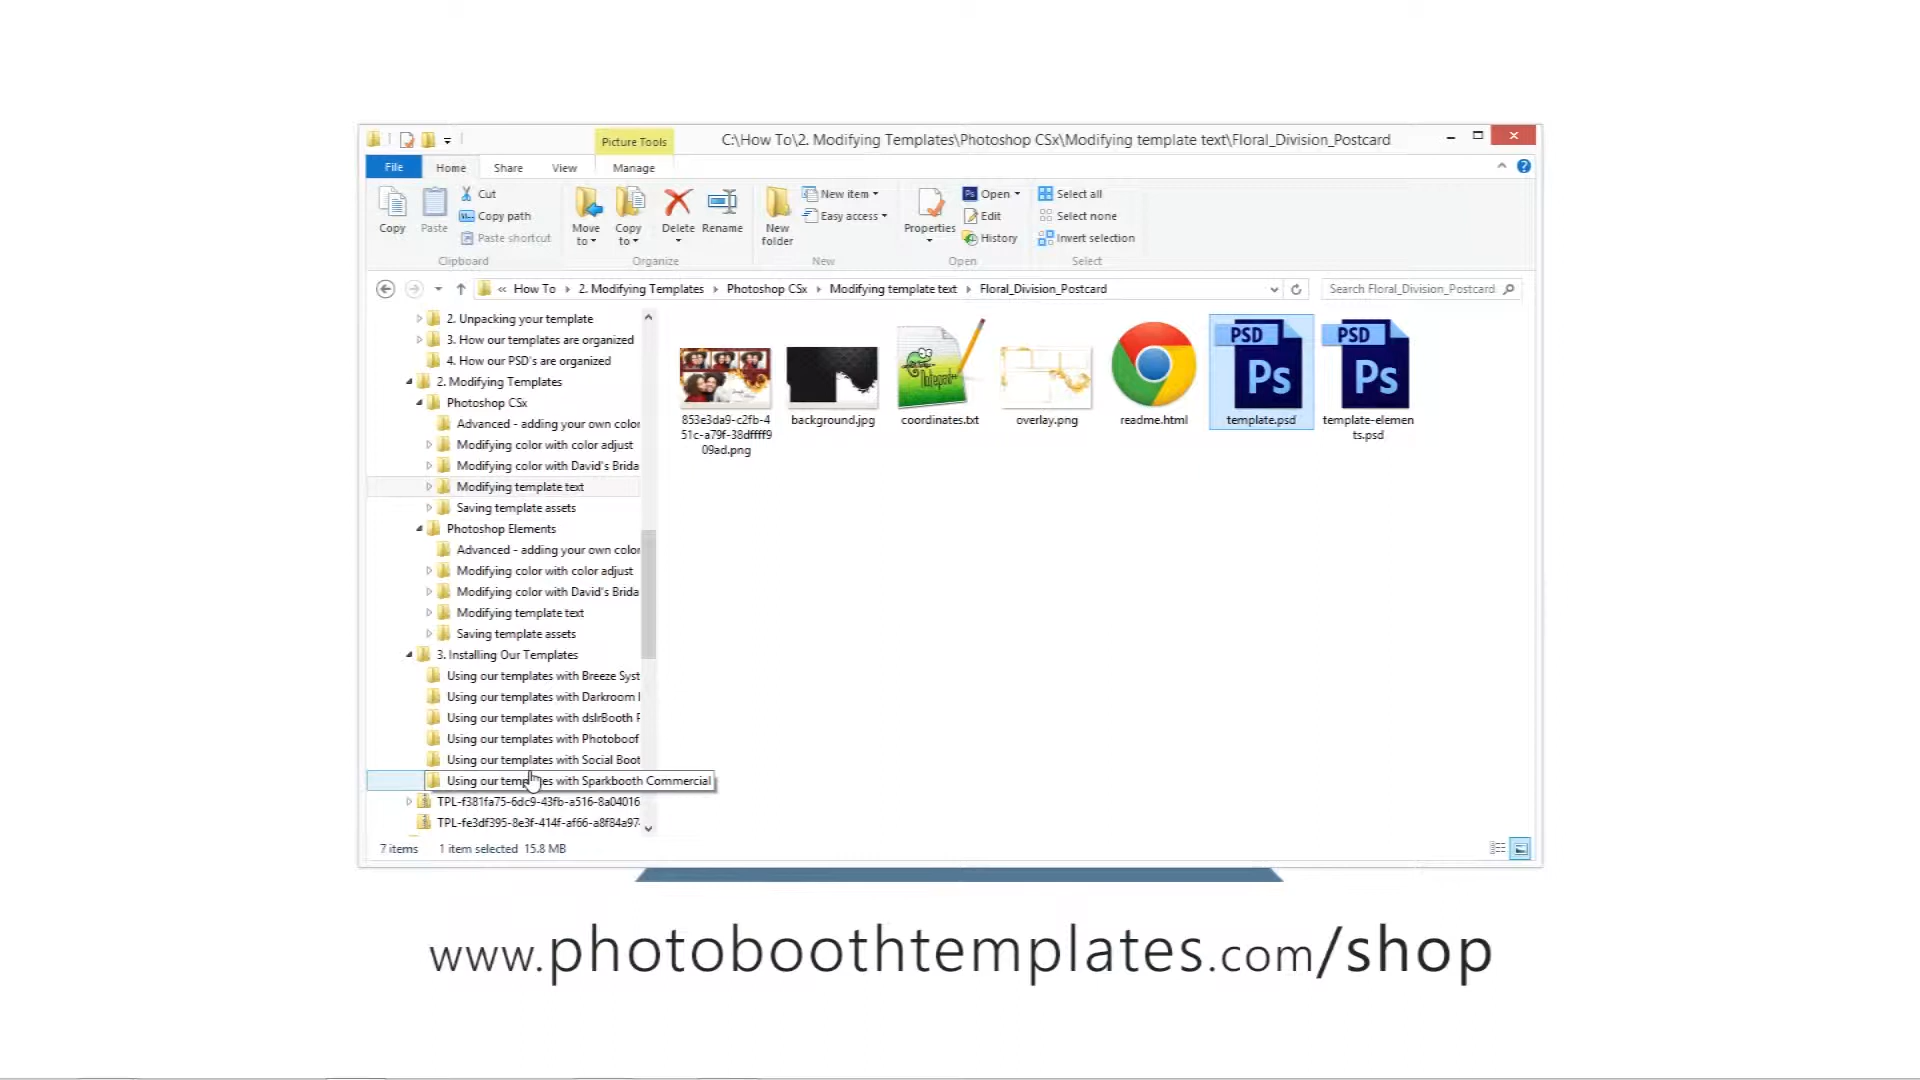 Picture Tools
C:\How To\2. Modifying Templates\Photoshop CSx\Modifying template text\Floral_Division_Postcard
File
Home
Share
View
Manage
Copy
Paste
Cut
Copy path
Paste shortcut
Clipboard
Move to
Copy to
Delete
Rename
Organize
New folder
New item
Easy access
New
Properties
Open
Edit
History
Open
Select all
Select none
Invert selection
Select
« How To 2. Modifying Templates Photoshop CSx Modifying template text Floral_Division_Postcard
Search Floral_Division_Postcard
2. Unpacking your template
3. How our templates are organized
4. How our PSD's are organized
2. Modifying Templates
Photoshop CSx
Advanced - adding your own color
Modifying color with color adjust
Modifying color with David's Brida
Modifying template text
Saving template assets
Photoshop Elements
Advanced - adding your own color
Modifying color with color adjust
Modifying color with David's Brida
Modifying template text
Saving template assets
3. Installing Our Templates
Using our templates with Breeze Syst
Using our templates with Darkroom
Using our templates with dslrBooth P
Using our templates with Photoboof
Using our templates with Social Boot
Using our templates with Sparkbooth Commercial
TPL-f381fa75-6dc9-43fb-a516-8a04016
TPL-fe3df395-8e3f-414f-af66-a8f84a97
853e3da9-c2fb-4
51c-a79f-38dffff9
09ad.png
background.jpg
Notepad++
coordinates.txt
overlay.png
readme.html
PSD
Ps
template.psd
PSD
Ps
template-elemen
ts.psd
7 items 1 item selected 15.8 MB
www.photoboothtemplates.com/shop